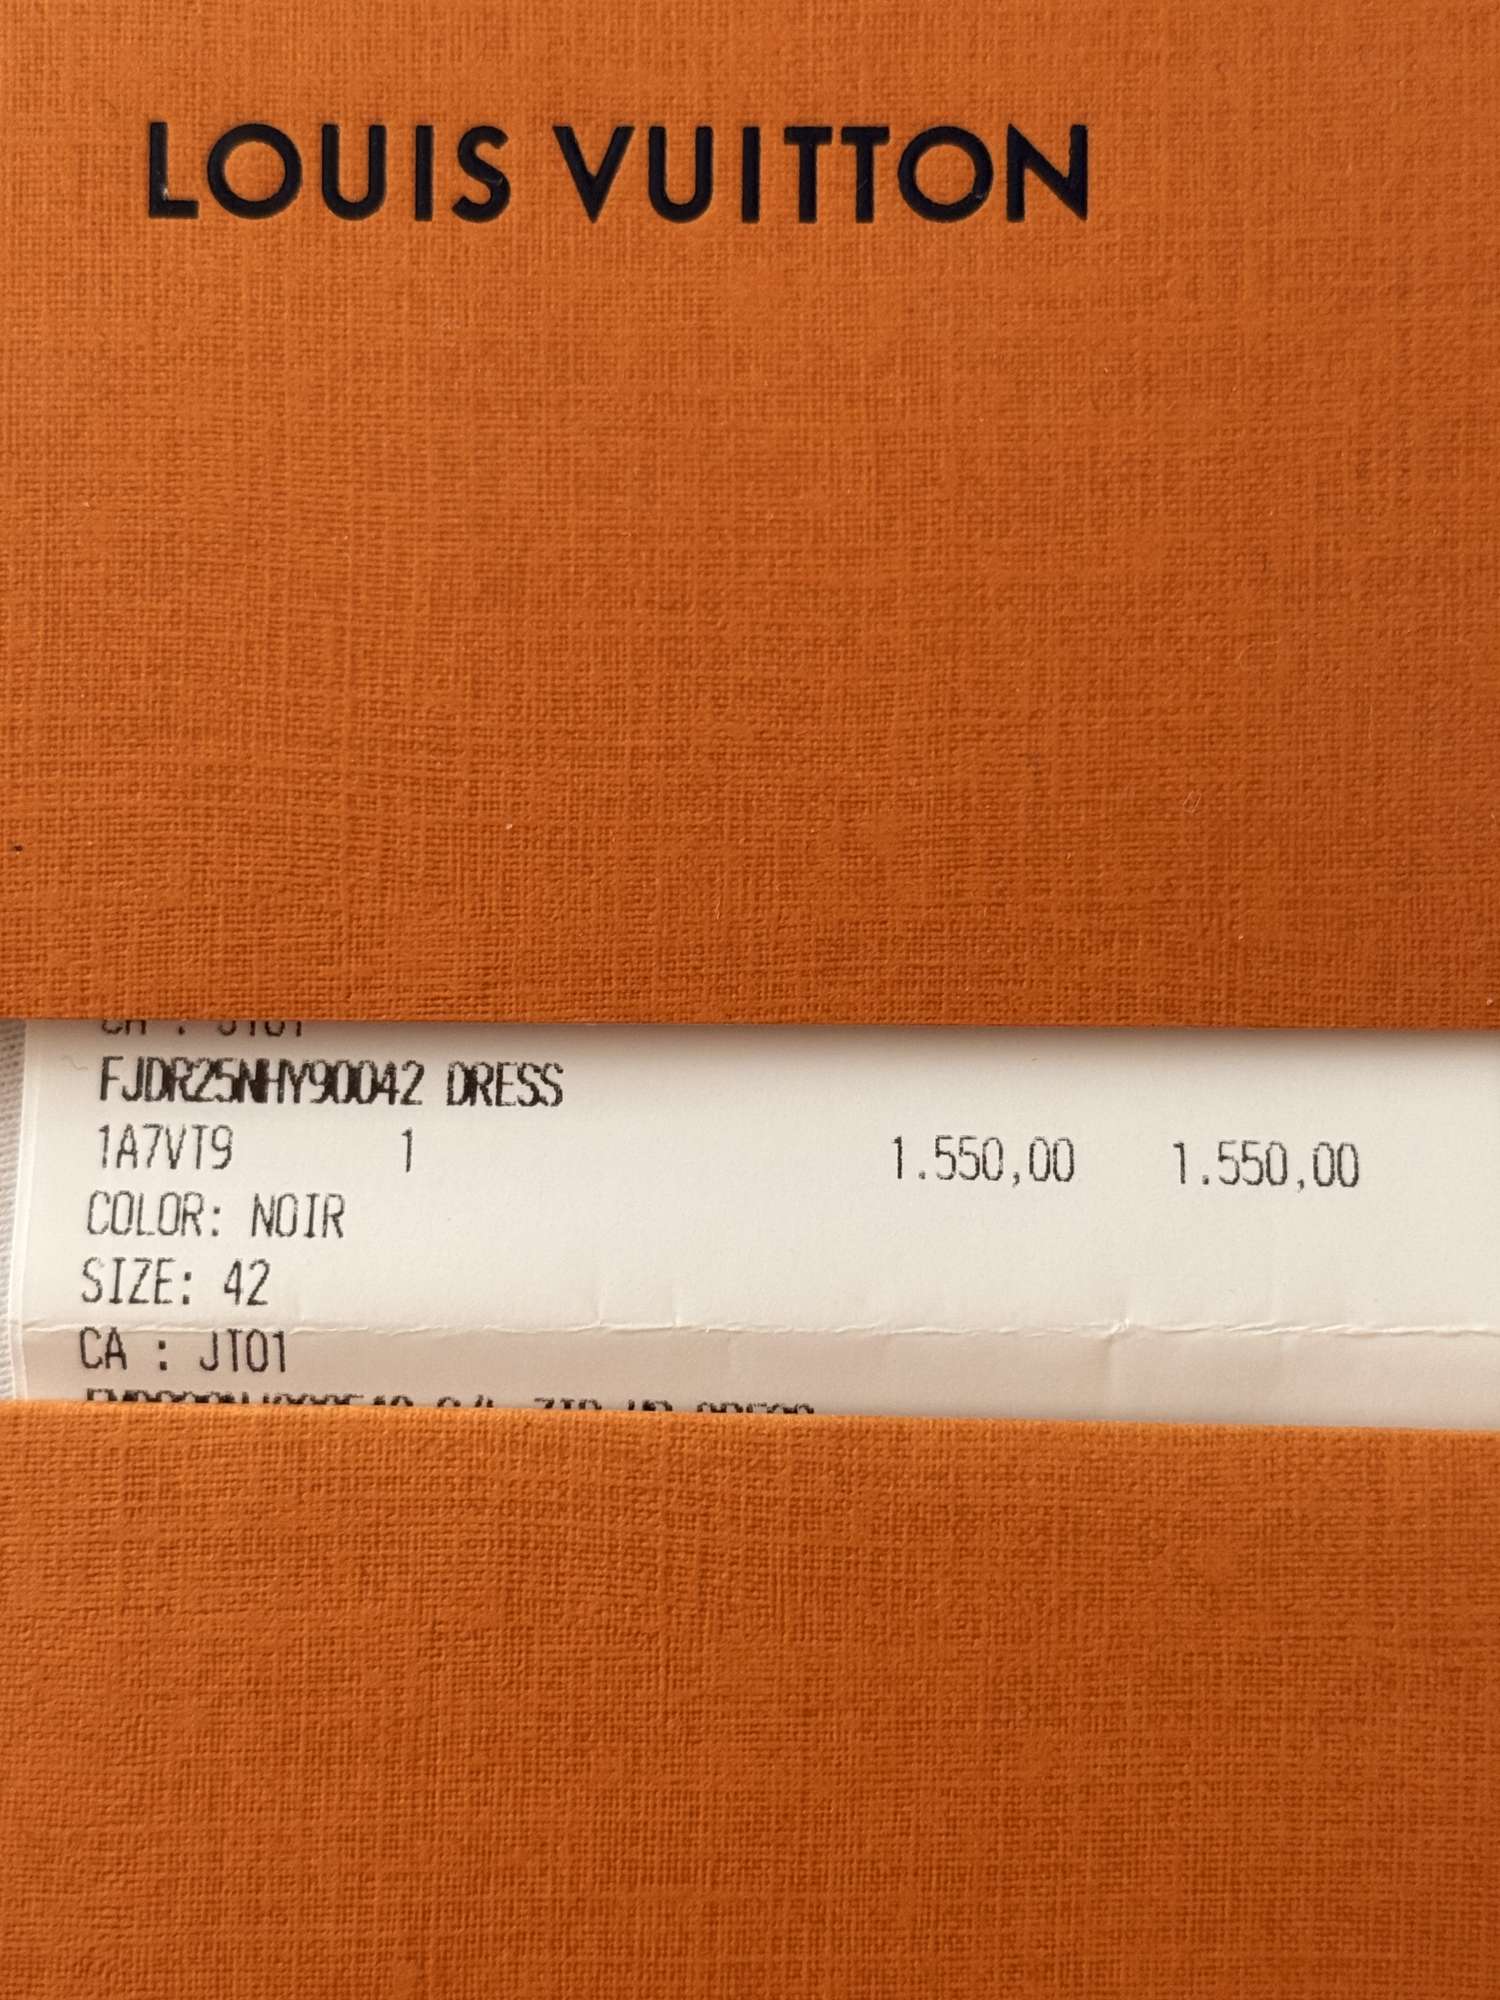 LOUIS VUITTON
FJDR25NHY90042 DRESS
1A7VT9 1 1.550,00 1.550,00
COLOR: NOIR
SIZE: 42
CA : JT01